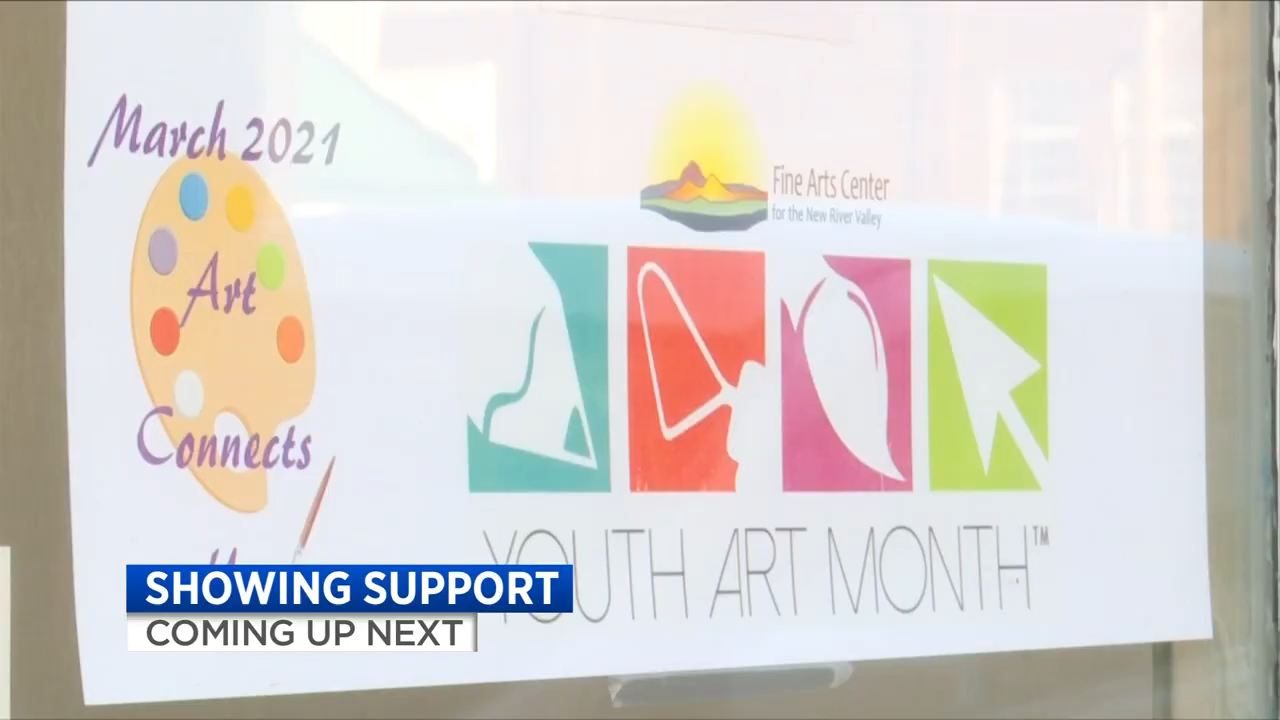 March 2021
Art
Connects
Fine Arts Center
for the New River Valley
YOUTH ART MONTH™
SHOWING SUPPORT
COMING UP NEXT